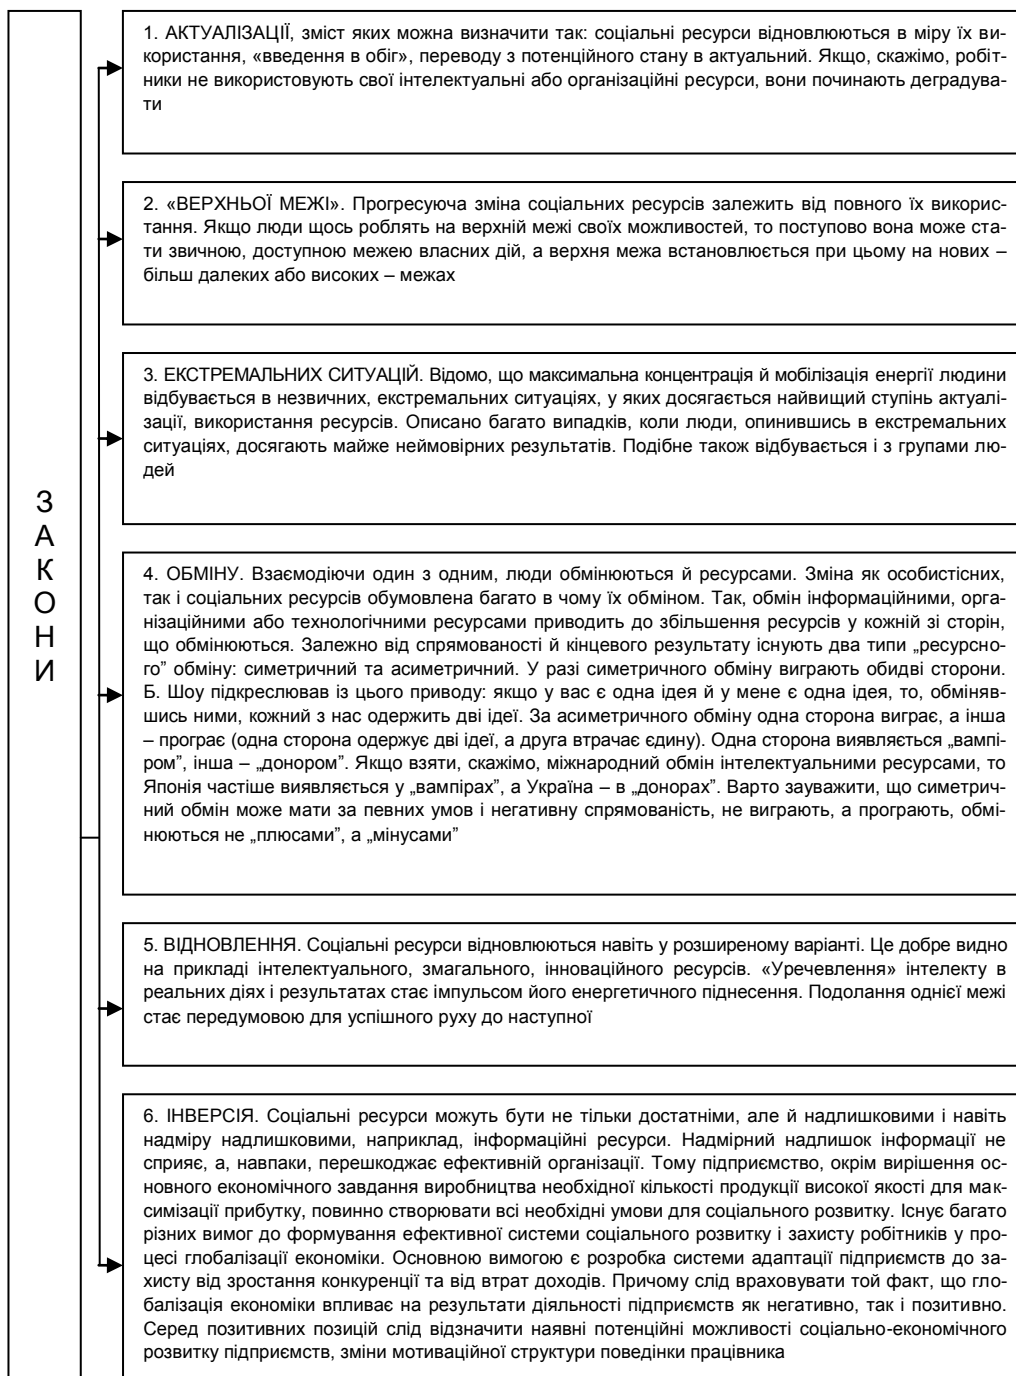 З
А
К
О
Н
И
1. АКТУАЛІЗАЦІЇ, зміст яких можна визначити так: соціальні ресурси відновлюються в міру їх ви-
користання, «введення в обіг», переводу з потенційного стану в актуальний. Якщо, скажімо, робіт-
ники не використовують свої інтелектуальні або організаційні ресурси, вони починають деградува-
ти
2. «ВЕРХНЬОЇ МЕЖІ». Прогресуюча зміна соціальних ресурсів залежить від повного їх викорис-
тання. Якщо люди щось роблять на верхній межі своїх можливостей, то поступово вона може ста-
ти звичною, доступною межею власних дій, а верхня межа встановлюється при цьому на нових –
більш далеких або високих – межах
3. ЕКСТРЕМАЛЬНИХ СИТУАЦІЙ. Відомо, що максимальна концентрація й мобілізація енергії людини
відбувається в незвичних, екстремальних ситуаціях, у яких досягається найвищий ступінь актуалі-
зації, використання ресурсів. Описано багато випадків, коли люди, опинившись в екстремальних
ситуаціях, досягають майже неймовірних результатів. Подібне також відбувається і з групами лю-
дей
4. ОБМІНУ. Взаємодіючи один з одним, люди обмінюються й ресурсами. Зміна як особистісних,
так і соціальних ресурсів обумовлена багато в чому їх обміном. Так, обмін інформаційними, орга-
нізаційними або технологічними ресурсами приводить до збільшення ресурсів у кожній зі сторін,
що обмінюються. Залежно від спрямованості й кінцевого результату існують два типи „ресурсно-
го” обміну: симетричний та асиметричний. У разі симетричного обміну виграють обидві сторони.
Б. Шоу підкреслював із цього приводу: якщо у вас є одна ідея й у мене є одна ідея, то, обміняв-
шись ними, кожний з нас одержить дві ідеї. За асиметричного обміну одна сторона виграє, а інша
– програє (одна сторона одержує дві ідеї, а друга втрачає єдину). Одна сторона виявляється „вампі-
ром”, інша – „донором”. Якщо взяти, скажімо, міжнародний обмін інтелектуальними ресурсами, то
Японія частіше виявляється у „вампірах”, а Україна – в „донорах”. Варто зауважити, що симетрич-
ний обмін може мати за певних умов і негативну спрямованість, не виграють, а програють, обмі-
нюються не „плюсами”, а „мінусами”
5. ВІДНОВЛЕННЯ. Соціальні ресурси відновлюються навіть у розширеному варіанті. Це добре видно
на прикладі інтелектуального, змагального, інноваційного ресурсів. «Уречевлення» інтелекту в
реальних діях і результатах стає імпульсом його енергетичного піднесення. Подолання однієї межі
стає передумовою для успішного руху до наступної
6. ІНВЕРСІЯ. Соціальні ресурси можуть бути не тільки достатніми, але й надлишковими і навіть
надміру надлишковими, наприклад, інформаційні ресурси. Надмірний надлишок інформації не
сприяє, а, навпаки, перешкоджає ефективній організації. Тому підприємство, окрім вирішення ос-
новного економічного завдання виробництва необхідної кількості продукції високої якості для мак-
симізації прибутку, повинно створювати всі необхідні умови для соціального розвитку. Існує багато
різних вимог до формування ефективної системи соціального розвитку і захисту робітників у про-
цесі глобалізації економіки. Основною вимогою є розробка системи адаптації підприємств до за-
хисту від зростання конкуренції та від втрат доходів. Причому слід враховувати той факт, що гло-
балізація економіки впливає на результати діяльності підприємств як негативно, так і позитивно.
Серед позитивних позицій слід відзначити наявні потенційні можливості соціально-економічного
розвитку підприємств, зміни мотиваційної структури поведінки працівника